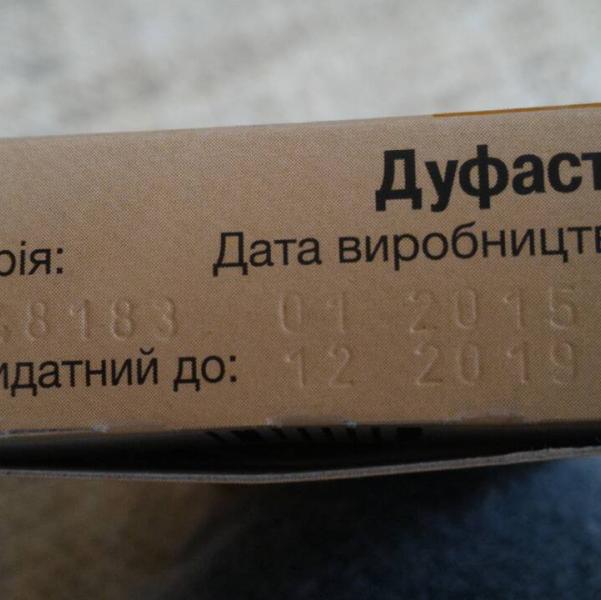 Дуфаст
рія: Дата виробництв
8183 01 2015
идатний до: 12 2019